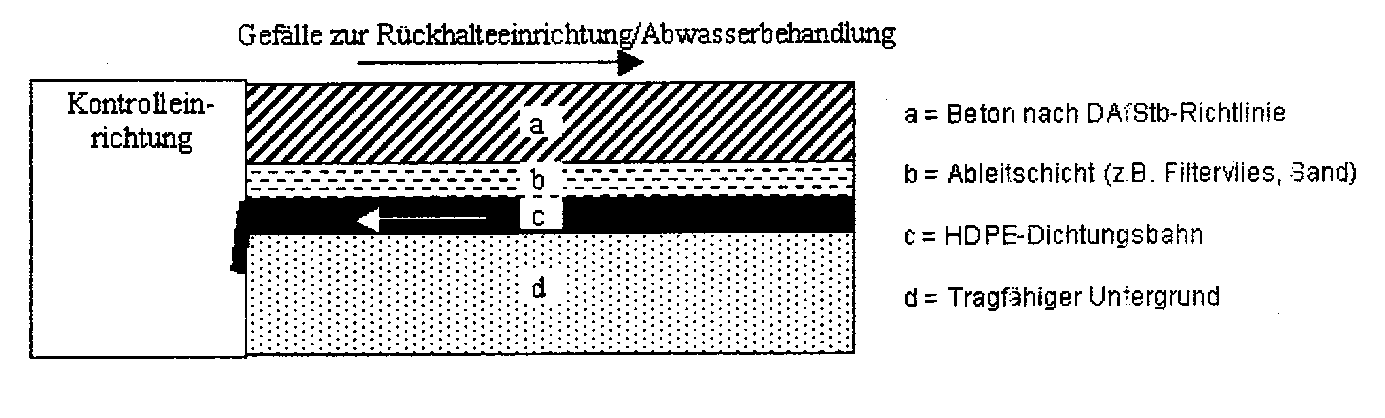 Gefälle zur Rückhalteeinrichtung/Abwasserbehandlung
Kontrollein-
richtung
a
b
c
d
a = Beton nach DAfStb-Richtlinie
b = Ableitschicht (z.B. Filtervlies, Sand)
c = HDPE-Dichtungsbahn
d = Tragfähiger Untergrund